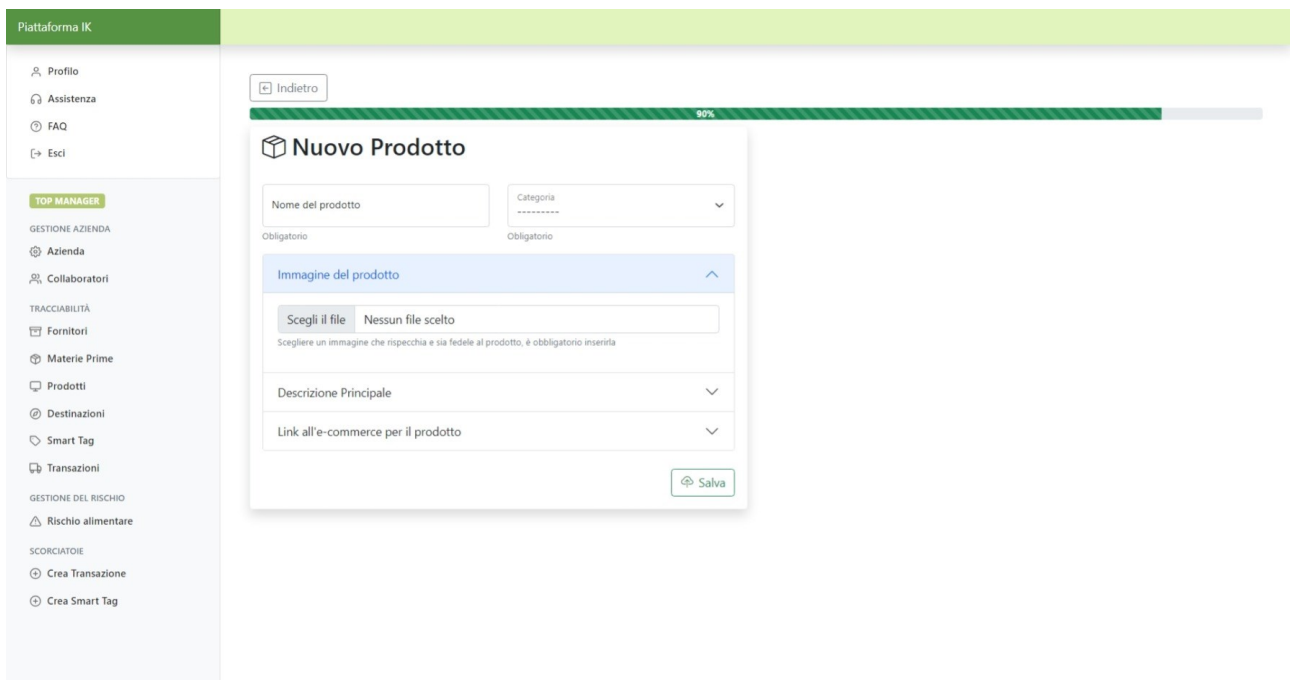 Piattaforma IK
Profilo
Assistenza
FAQ
Esci
TOP MANAGER
GESTIONE AZIENDA
Azienda
Collaboratori
TRACCIABILITÀ
Fornitori
Materie Prime
Prodotti
Destinazioni
Smart Tag
Transazioni
GESTIONE DEL RISCHIO
Rischio alimentare
SCORCIATOIE
Crea Transazione
Crea Smart Tag
Indietro
90%
Nuovo Prodotto
Nome del prodotto
Obligatorio
Categoria
---------
Obligatorio
Immagine del prodotto
Scegli il file Nessun file scelto
Scegliere un immagine che rispecchia e sia fedele al prodotto, è obbligatorio inserirla
Descrizione Principale
Link all'e-commerce per il prodotto
Salva